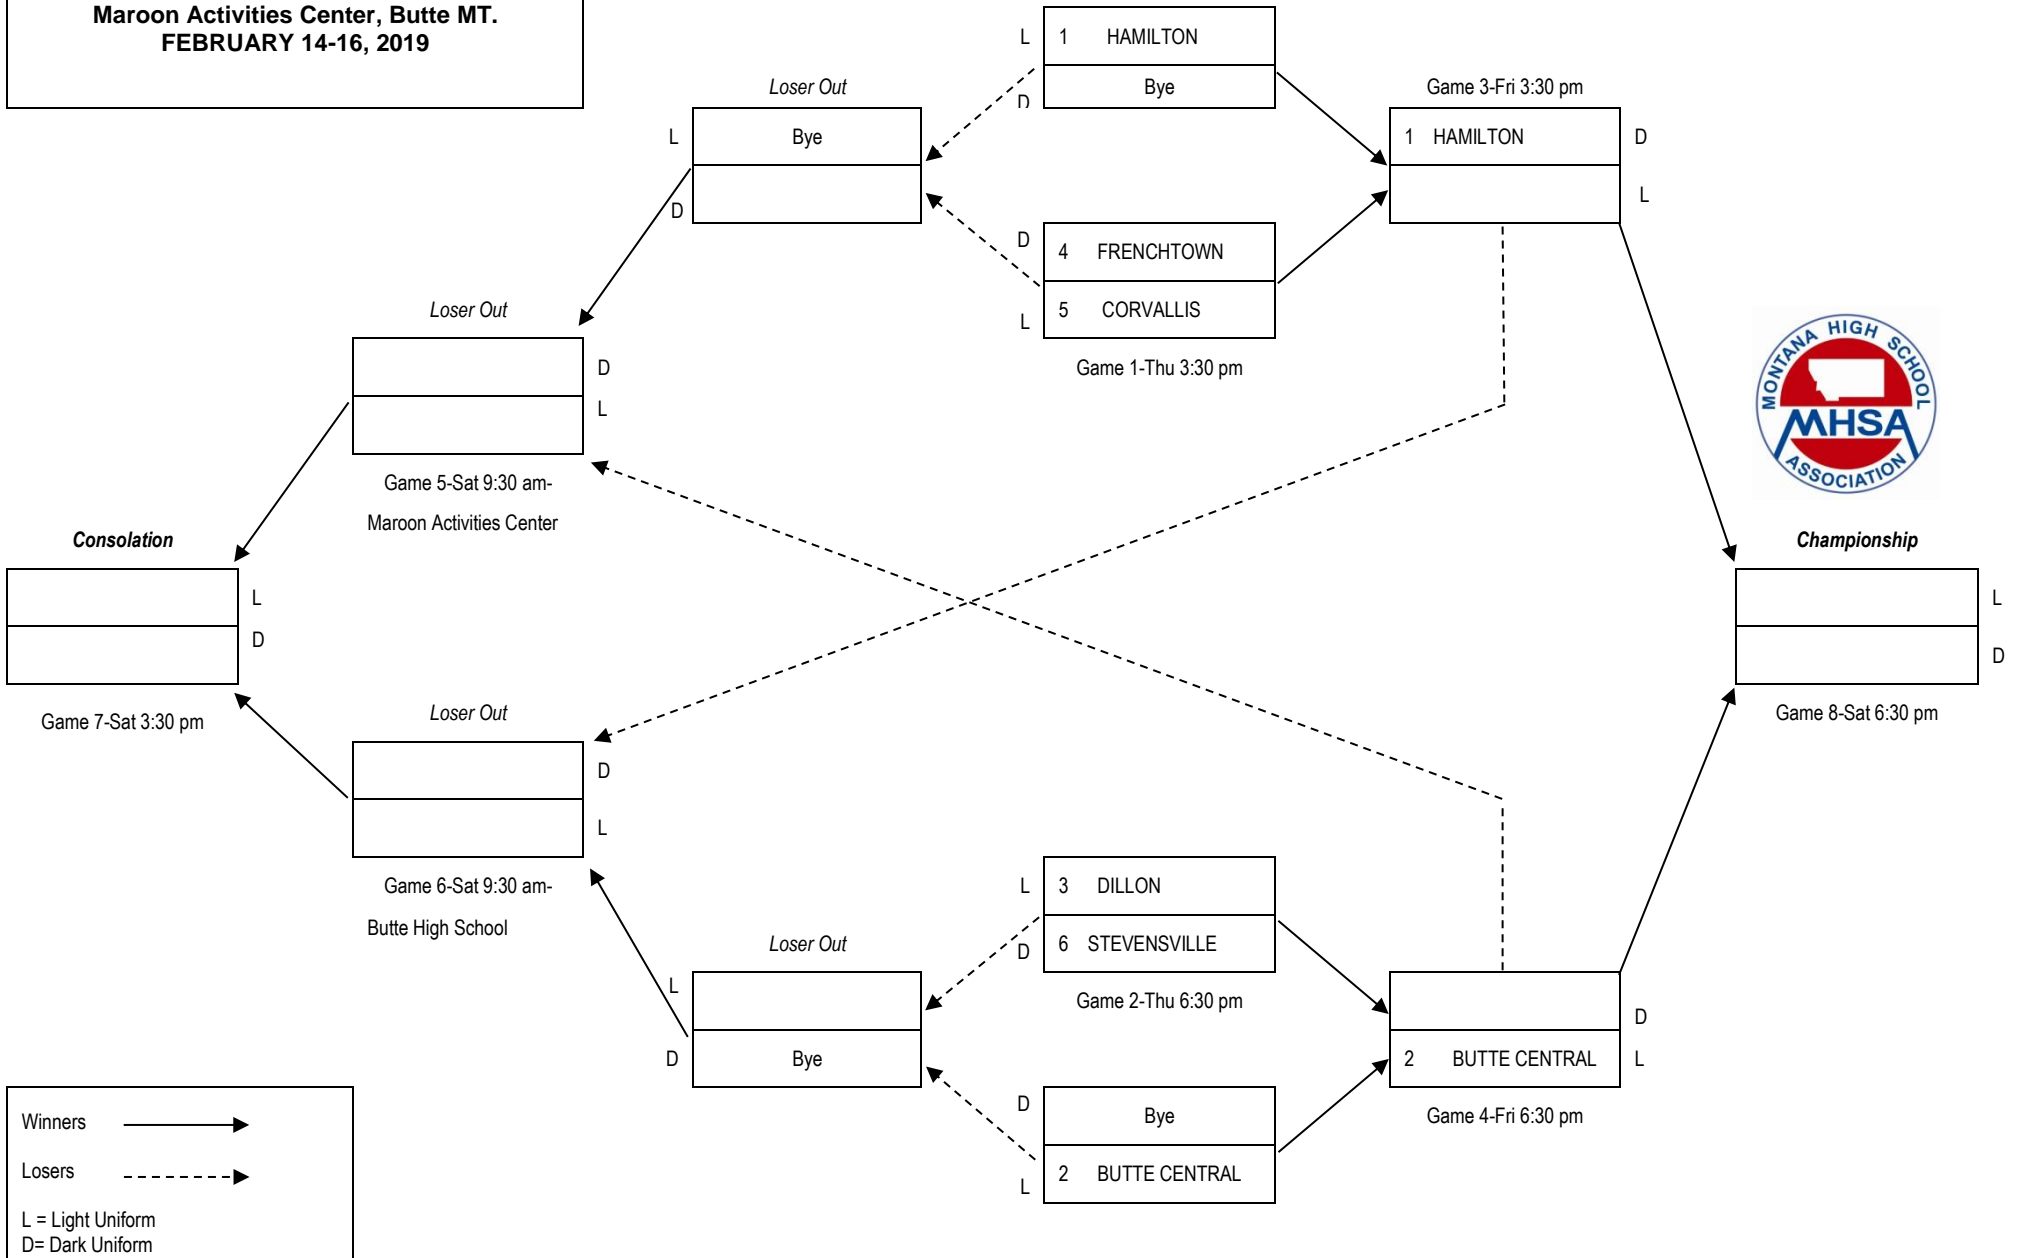 Maroon Activities Center, Butte MT.
FEBRUARY 14-16, 2019
L 1 HAMILTON
D Bye
Loser Out
L Bye
D
Game 3-Fri 3:30 pm
1 HAMILTON D
L
D 4 FRENCHTOWN
L 5 CORVALLIS
Game 1-Thu 3:30 pm
Loser Out
D
L
Game 5-Sat 9:30 am-
Maroon Activities Center
MONTANA HIGH SCHOOL
MHSA
ASSOCIATION
Consolation
L
D
Game 7-Sat 3:30 pm
Championship
L
D
Game 8-Sat 6:30 pm
Loser Out
D
L
Game 6-Sat 9:30 am-
Butte High School
L 3 DILLON
D 6 STEVENSVILLE
Game 2-Thu 6:30 pm
Loser Out
L
D Bye
D
2 BUTTE CENTRAL L
Game 4-Fri 6:30 pm
D Bye
L 2 BUTTE CENTRAL
Winners
Losers
L = Light Uniform
D= Dark Uniform